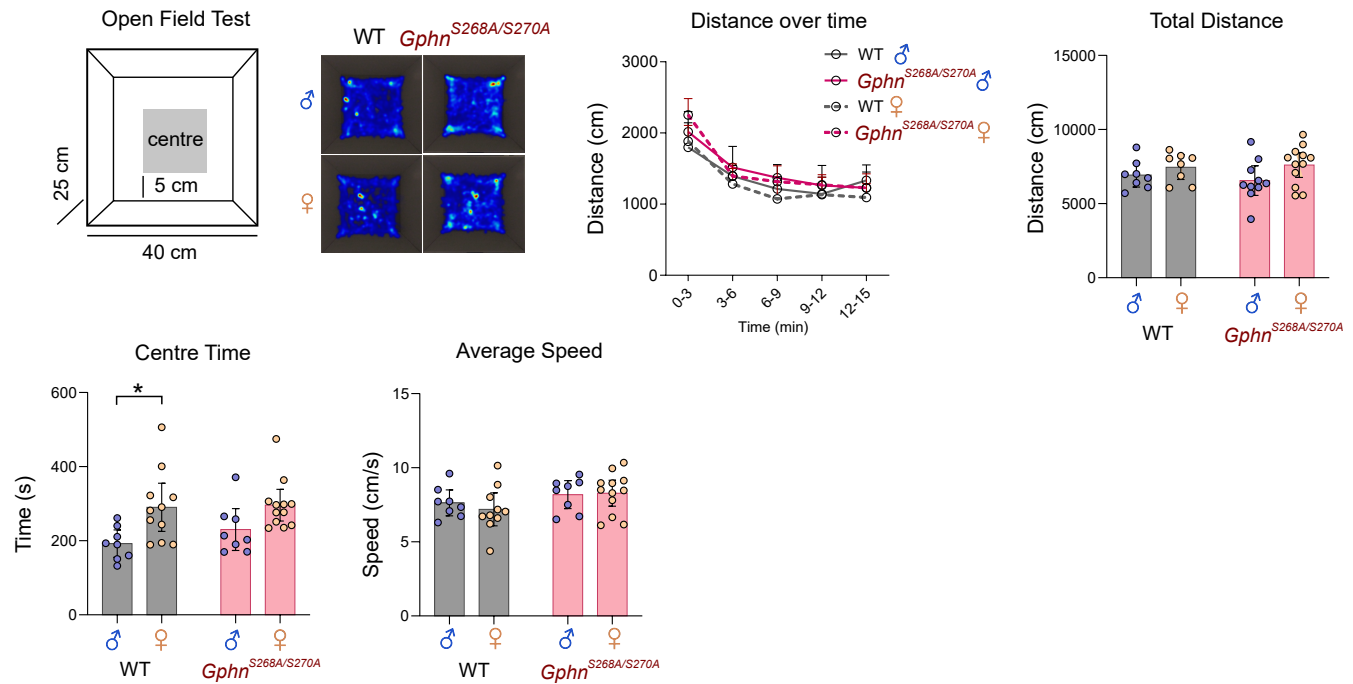 Open Field Test
centre
5 cm
25 cm
40 cm
WT Gphn^S268A/S270A
♂
♀
Distance over time
WT ♂
Gphn^S268A/S270A ♂
WT ♀
Gphn^S268A/S270A ♀
Distance (cm)
3000
2000
1000
0
0-3 3-6 6-9 9-12 12-15
Time (min)
Total Distance
Distance (cm)
15000
10000
5000
0
♂ ♀ ♂ ♀
WT Gphn^S268A/S270A
Centre Time
Time (s)
600
400
200
0
*
♂ ♀ ♂ ♀
WT Gphn^S268A/S270A
Average Speed
Speed (cm/s)
15
10
5
0
♂ ♀ ♂ ♀
WT Gphn^S268A/S270A